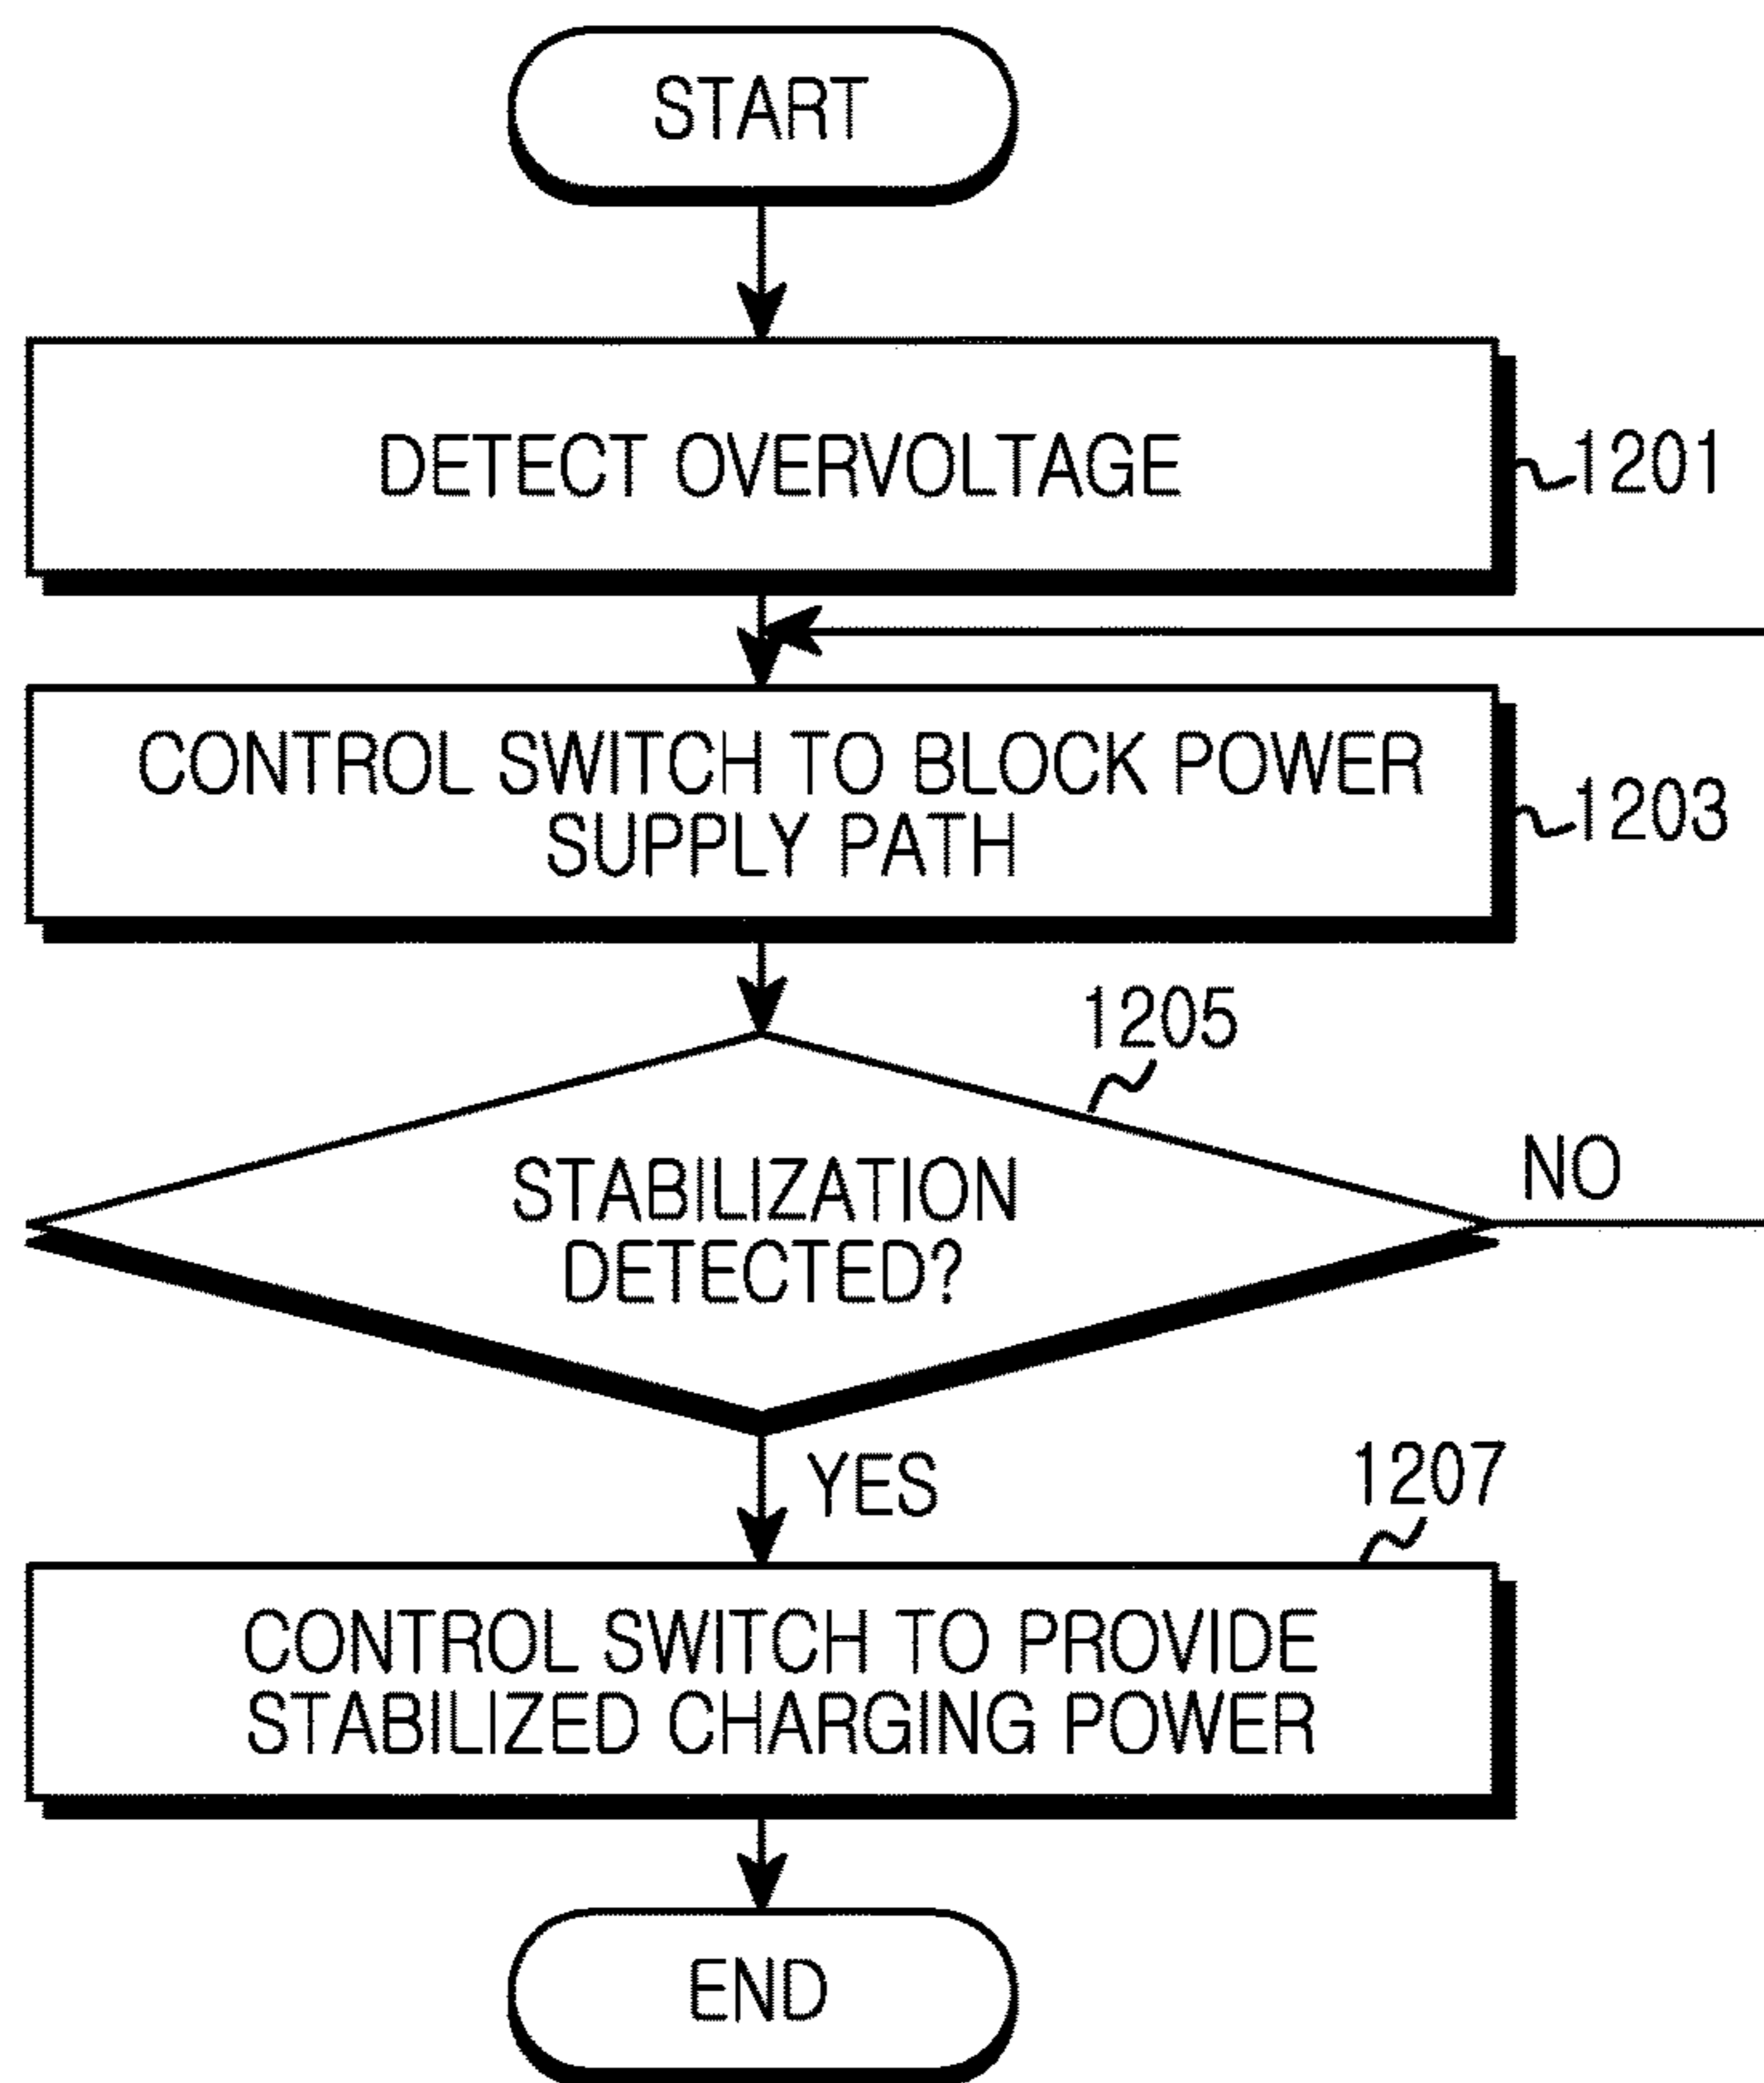 START
DETECT OVERVOLTAGE
1201
CONTROL SWITCH TO BLOCK POWER
SUPPLY PATH
1203
1205
STABILIZATION
DETECTED?
NO
YES
1207
CONTROL SWITCH TO PROVIDE
STABILIZED CHARGING POWER
END